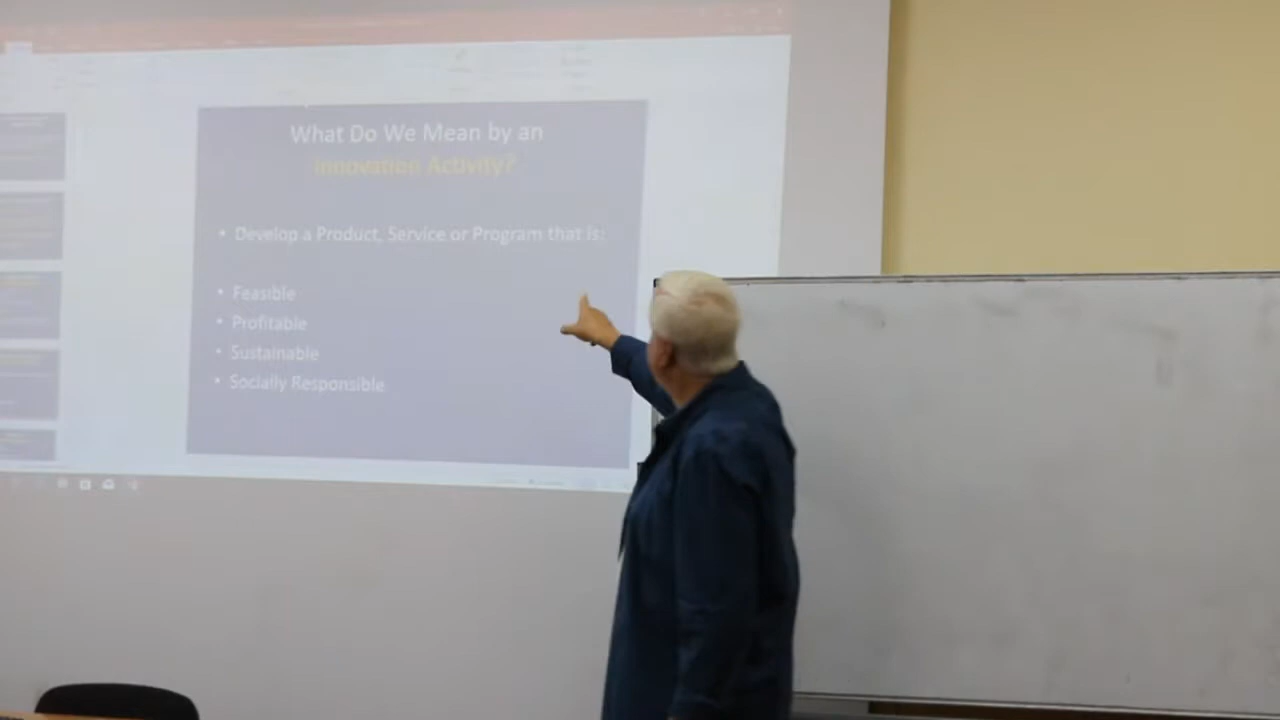 What Do We Mean by an
Innovation Activity?
• Develop a Product, Service or Program that is:
• Feasible
• Profitable
• Sustainable
• Socially Responsible